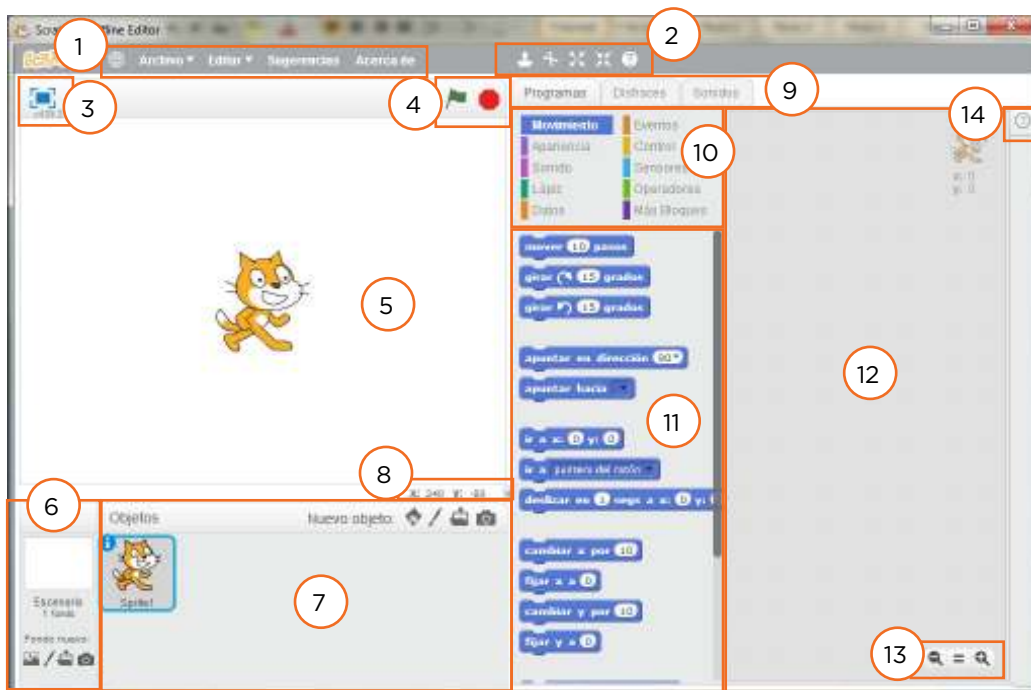 1
2
Archivo Editar Sugerencias Acerca de
3
4
Programas Disfraces Sonidos
9
14
Movimiento Eventos
Apariencia Control
10
Sonido Sensores
Lápiz Operadores
Datos Más Bloques
x: 0
y: 0
mover 10 pasos
girar 15 grados
girar 15 grados
5
apuntar en dirección 90
apuntar hacia
12
11
ir a x: 0 y: 0
ir a puntero del ratón
8
deslizar en 1 segs a x: 0 y:
6
Objetos
Nuevo objeto:
cambiar x por 10
fijar x a 0
cambiar y por 10
fijar y a 0
7
Sprite1
Escenario
1 fondo
Fondo nuevo:
13